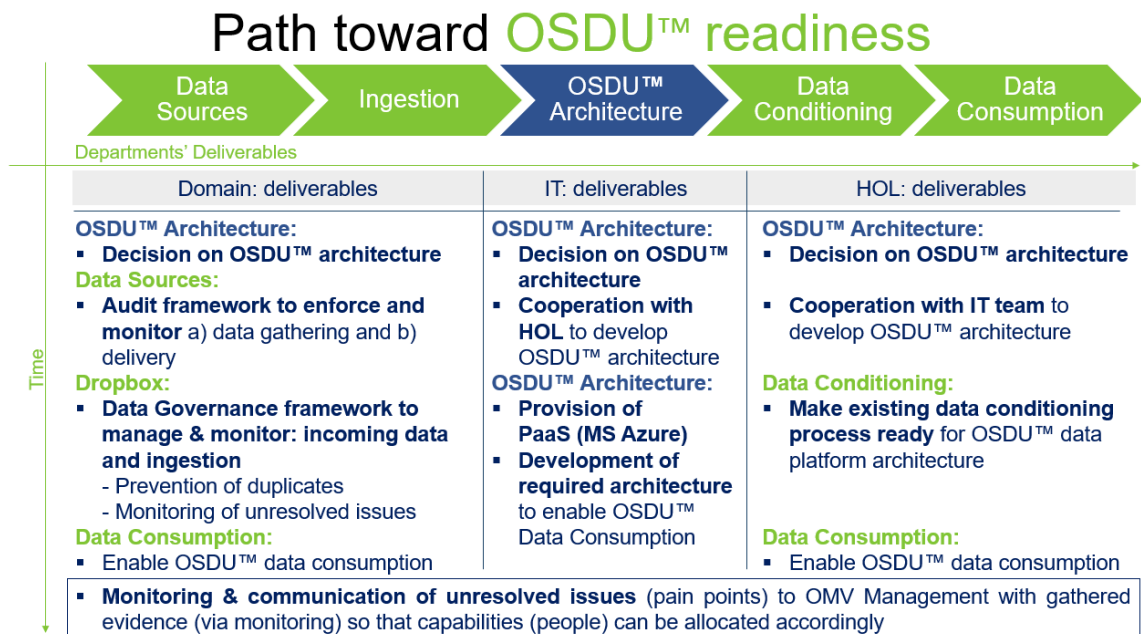 Path toward OSDU™ readiness
Data
Sources
Ingestion
OSDU™
Architecture
Data
Conditioning
Data
Consumption
Departments' Deliverables
Time
Domain: deliverables
OSDU™ Architecture:
▪ Decision on OSDU™ architecture
Data Sources:
▪ Audit framework to enforce and
monitor a) data gathering and b)
delivery
Dropbox:
▪ Data Governance framework to
manage & monitor: incoming data
and ingestion
- Prevention of duplicates
- Monitoring of unresolved issues
Data Consumption:
▪ Enable OSDU™ data consumption
IT: deliverables
OSDU™ Architecture:
▪ Decision on OSDU™
architecture
▪ Cooperation with
HOL to develop
OSDU™ architecture
OSDU™ Architecture:
▪ Provision of
PaaS (MS Azure)
▪ Development of
required architecture
to enable OSDU™
Data Consumption
HOL: deliverables
OSDU™ Architecture:
▪ Decision on OSDU™ architecture
▪ Cooperation with IT team to
develop OSDU™ architecture
Data Conditioning:
▪ Make existing data conditioning
process ready for OSDU™ data
platform architecture
Data Consumption:
▪ Enable OSDU™ data consumption
▪ Monitoring & communication of unresolved issues (pain points) to OMV Management with gathered
evidence (via monitoring) so that capabilities (people) can be allocated accordingly